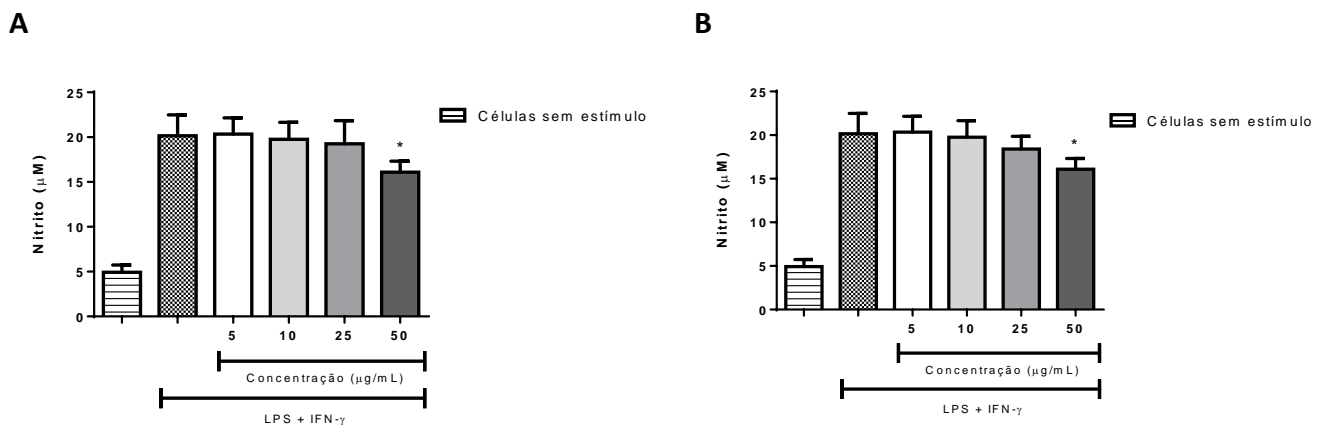 A
B
25
20
15
10
5
0
Nitrito (μM)
*
Células sem estímulo
5 10 25 50
Concentração (μg/mL)
LPS + IFN-γ
25
20
15
10
5
0
Nitrito (μM)
*
Células sem estímulo
5 10 25 50
Concentração (μg/mL)
LPS + IFN-γ